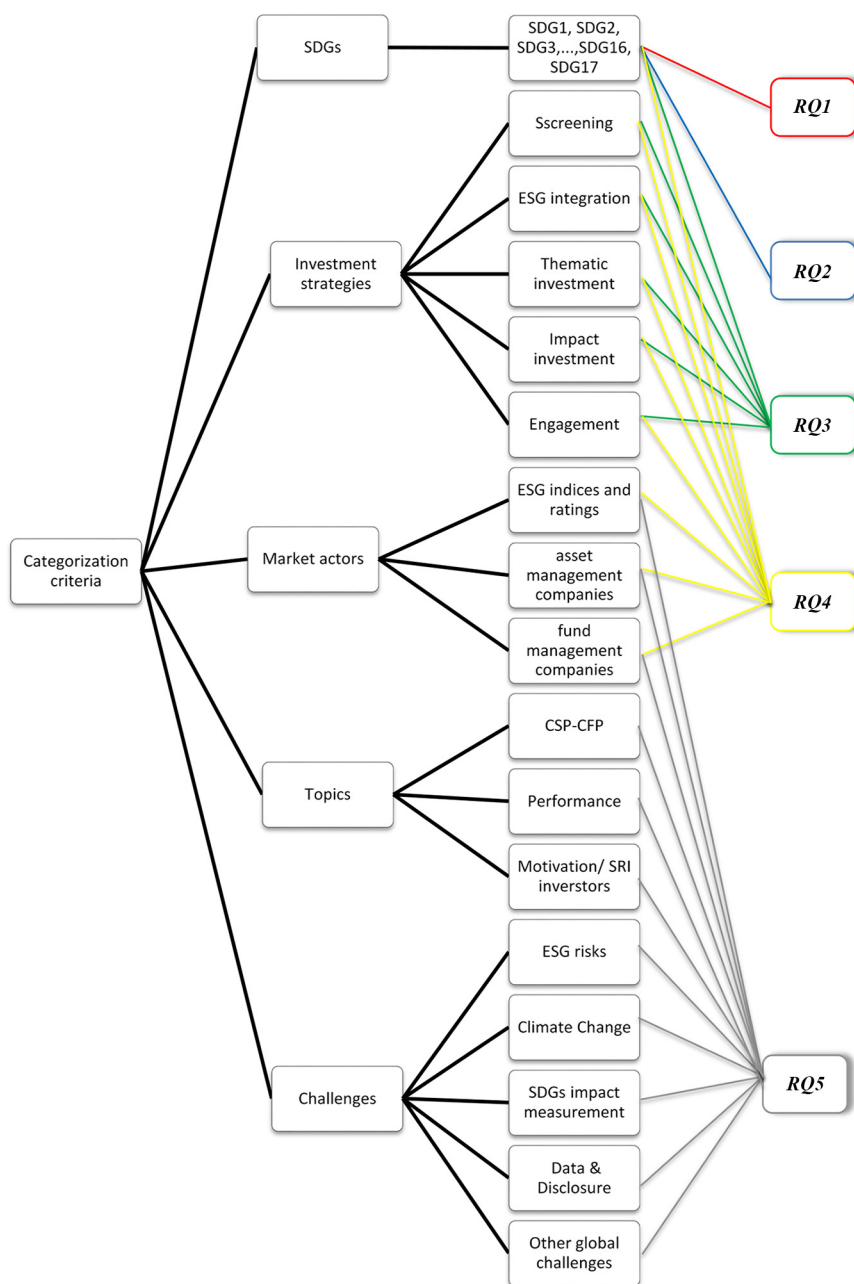 SDGs
SDG1, SDG2,
SDG3,...,SDG16,
SDG17
RQ1
Sscreening
ESG integration
RQ2
Investment
strategies
Thematic
investment
Impact
investment
RQ3
Engagement
ESG indices and
ratings
Categorization
criteria
Market actors
asset
management
companies
RQ4
fund
management
companies
CSP-CFP
Topics
Performance
Motivation/ SRI
inverstors
ESG risks
Climate Change
RQ5
Challenges
SDGs impact
measurement
Data &
Disclosure
Other global
challenges